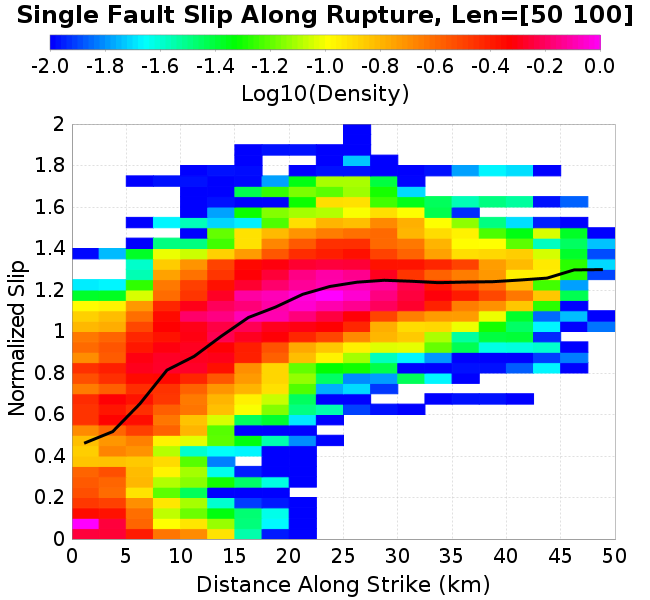 Single Fault Slip Along Rupture, Len=[50 100]
-2.0 -1.8 -1.6 -1.4 -1.2 -1.0 -0.8 -0.6 -0.4 -0.2 0.0
Log10(Density)
2
1.8
1.6
1.4
1.2
1
0.8
0.6
0.4
0.2
0
Normalized Slip
0 5 10 15 20 25 30 35 40 45 50
Distance Along Strike (km)